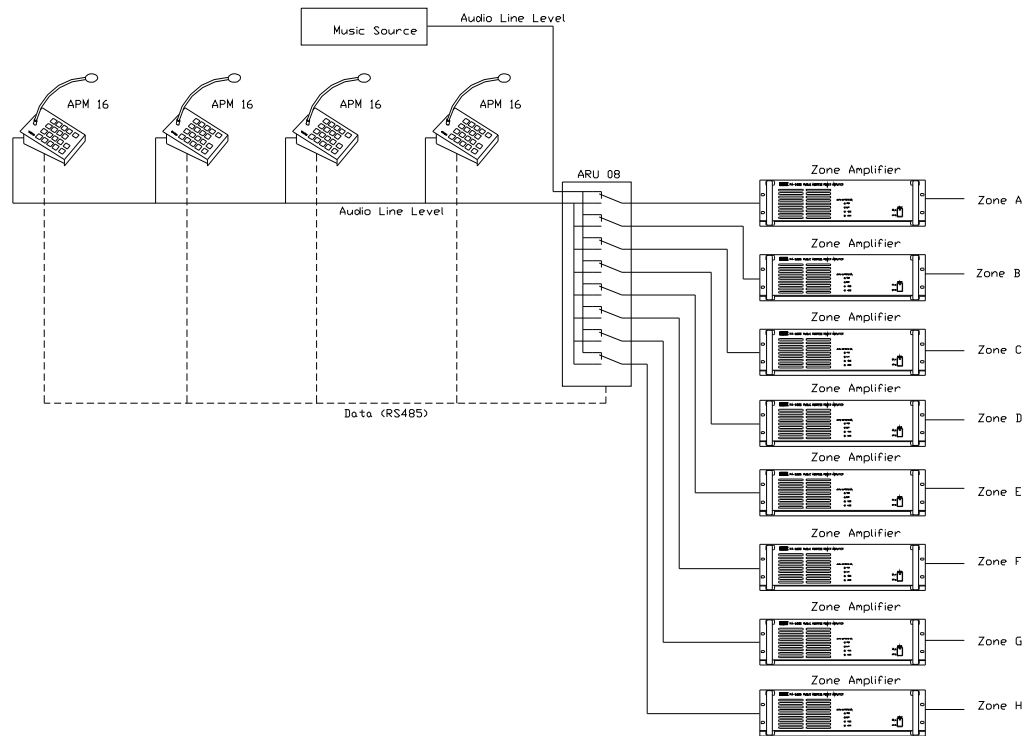 Audio Line Level
Music Source
APM 16
APM 16
APM 16
APM 16
ARU 08
Audio Line Level
Data (RS485)
Zone Amplifier
Zone A
Zone Amplifier
Zone B
Zone Amplifier
Zone C
Zone Amplifier
Zone D
Zone Amplifier
Zone E
Zone Amplifier
Zone F
Zone Amplifier
Zone G
Zone Amplifier
Zone H